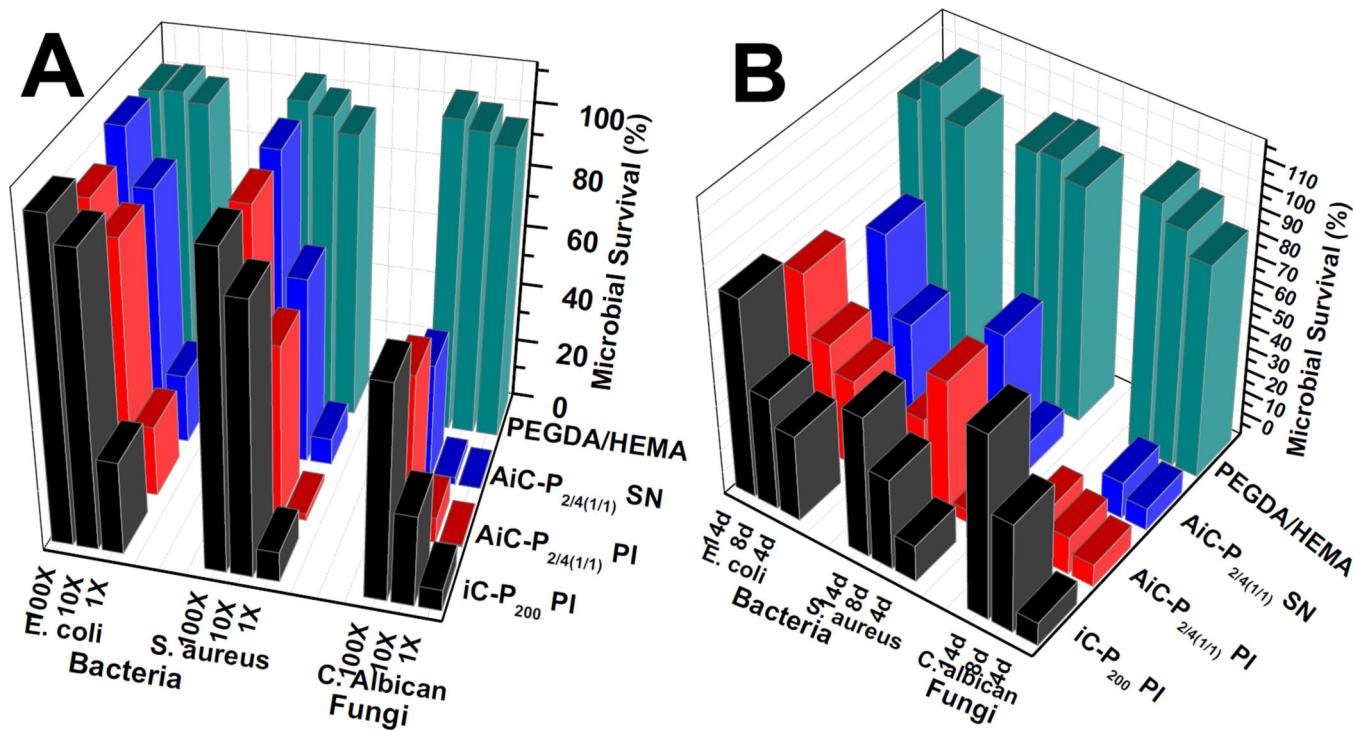 A
100
80
60
40
20
0
Microbial Survival (%)
PEGDA/HEMA
AiC-P2/4(1/1) SN
AiC-P2/4(1/1) PI
iC-P200 PI
100X
10X
1X
E. coli
100X
10X
1X
S. aureus
Bacteria
100X
10X
1X
C. Albican
Fungi
B
110
100
90
80
70
60
50
40
30
20
10
0
Microbial Survival (%)
PEGDA/HEMA
AiC-P2/4(1/1) SN
AiC-P2/4(1/1) PI
iC-P200 PI
14d
8d
4d
E. coli
14d
8d
4d
S. aureus
Bacteria
14d
8d
4d
C. Albican
Fungi